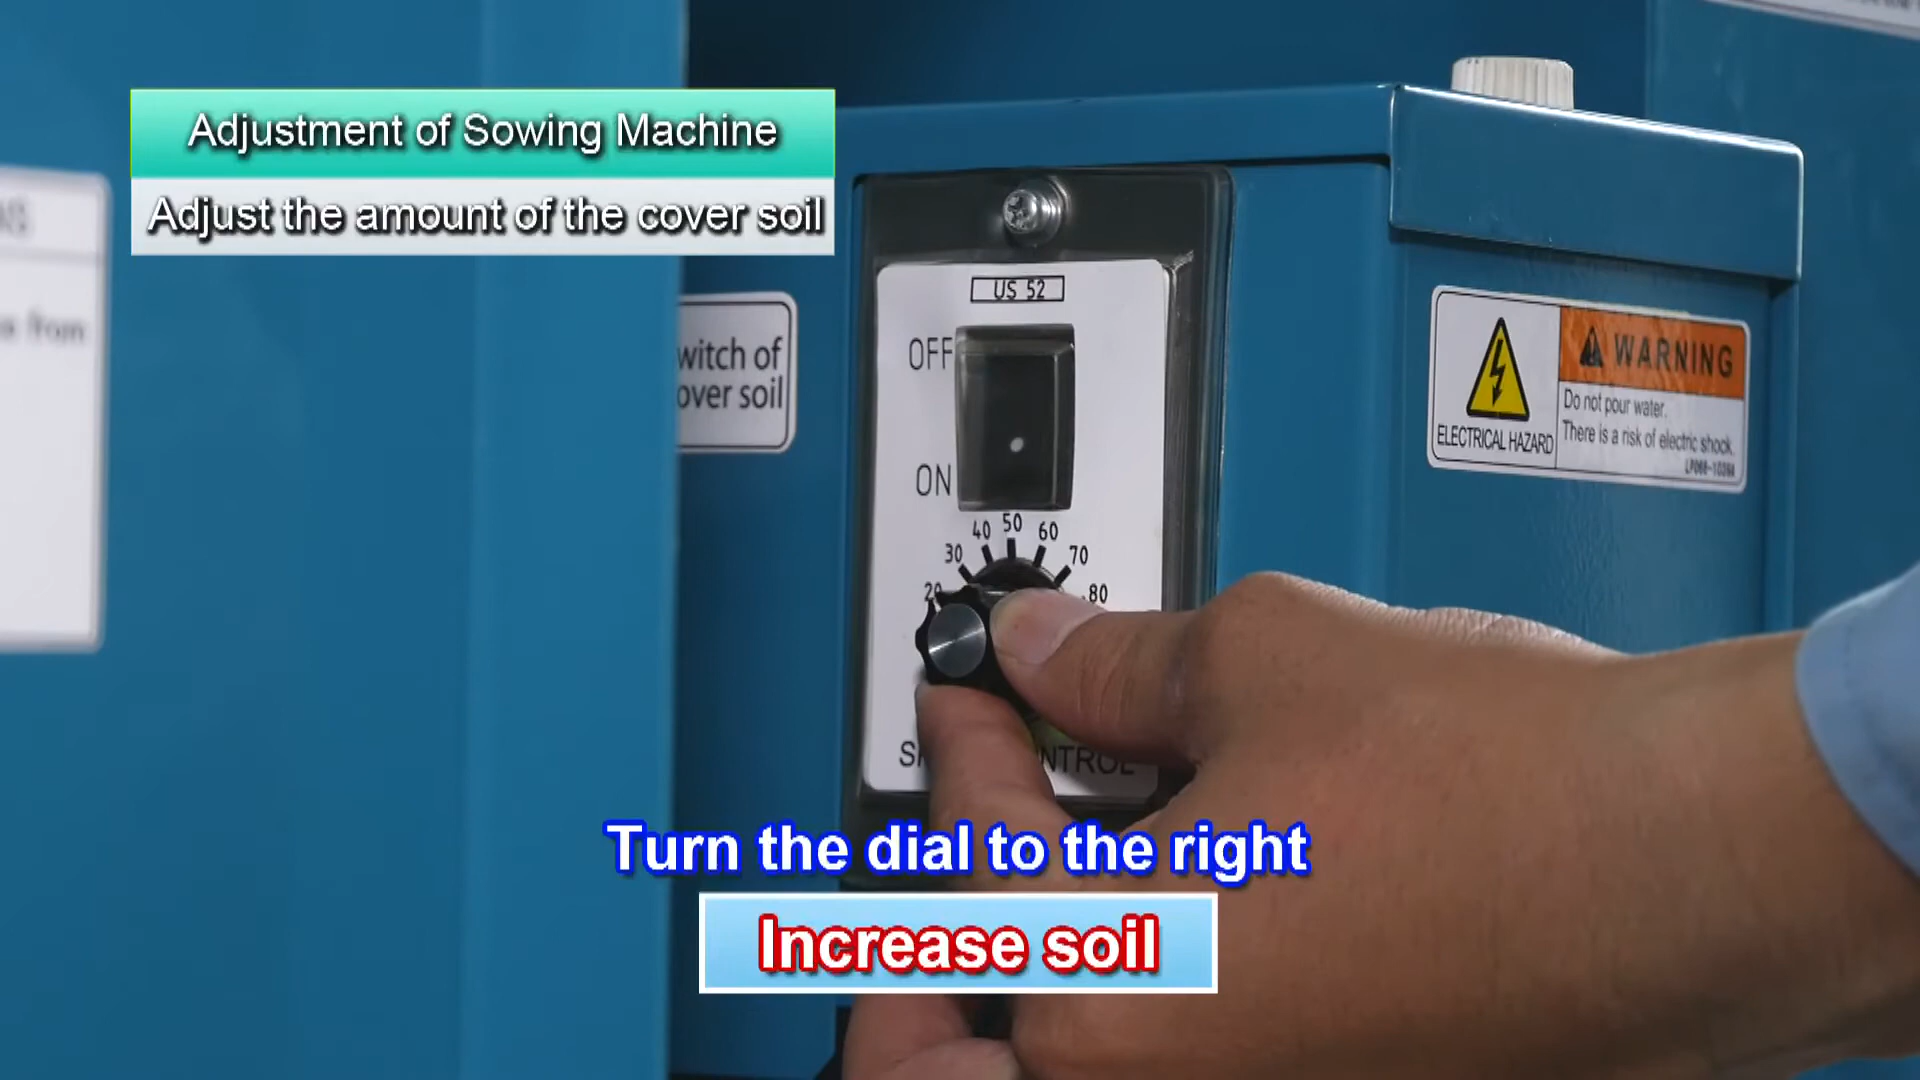 Adjustment of Sowing Machine
Adjust the amount of the cover soil
from
witch of
over soil
US 52
OFF
ON
20 30 40 50 60 70 80
WARNING
Do not pour water.
There is a risk of electric shock.
ELECTRICAL HAZARD
Turn the dial to the right
Increase soil